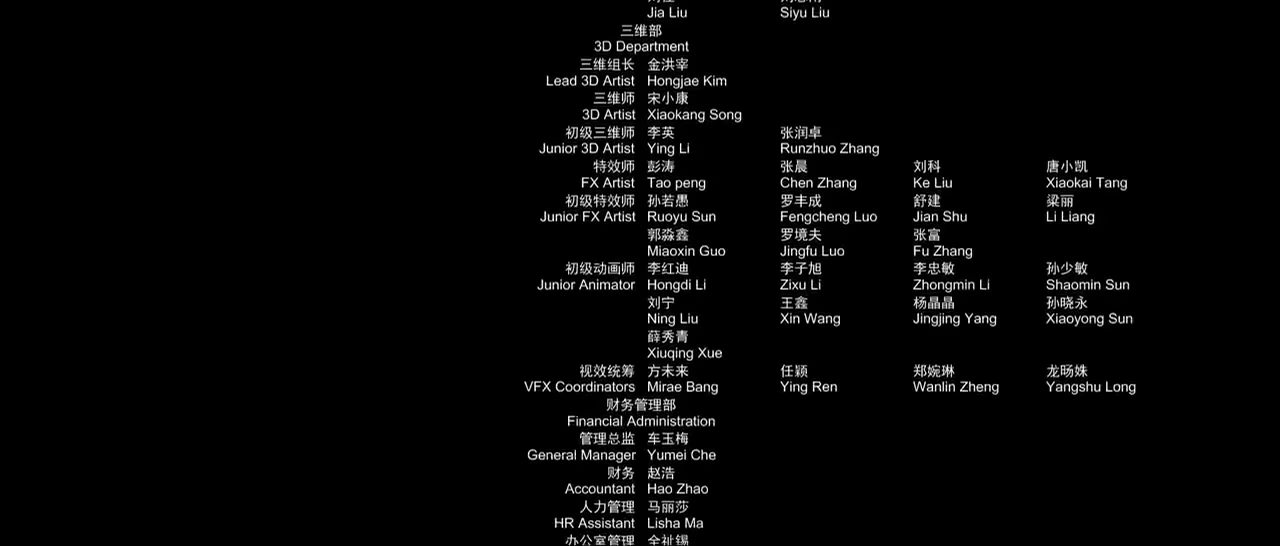 Jia Liu Siyu Liu
三维部
3D Department
三维组长 金洪宰
Lead 3D Artist Hongjae Kim
三维师 宋小康
3D Artist Xiaokang Song
初级三维师 李英 张润卓
Junior 3D Artist Ying Li Runzhuo Zhang
特效师 彭涛 张晨 刘科 唐小凯
FX Artist Tao peng Chen Zhang Ke Liu Xiaokai Tang
初级特效师 孙若愚 罗丰成 舒建 梁丽
Junior FX Artist Ruoyu Sun Fengcheng Luo Jian Shu Li Liang
郭淼鑫 罗境夫 张富
Miaoxin Guo Jingfu Luo Fu Zhang
初级动画师 李红迪 李子旭 李忠敏 孙少敏
Junior Animator Hongdi Li Zixu Li Zhongmin Li Shaomin Sun
刘宁 王鑫 杨晶晶 孙晓永
Ning Liu Xin Wang Jingjing Yang Xiaoyong Sun
薛秀青
Xiuqing Xue
视效统筹 方未来 任颖 郑婉琳 龙旸姝
VFX Coordinators Mirae Bang Ying Ren Wanlin Zheng Yangshu Long
财务管理部
Financial Administration
管理总监 车玉梅
General Manager Yumei Che
财务 赵浩
Accountant Hao Zhao
人力管理 马丽莎
HR Assistant Lisha Ma
办公室管理 全祉锡